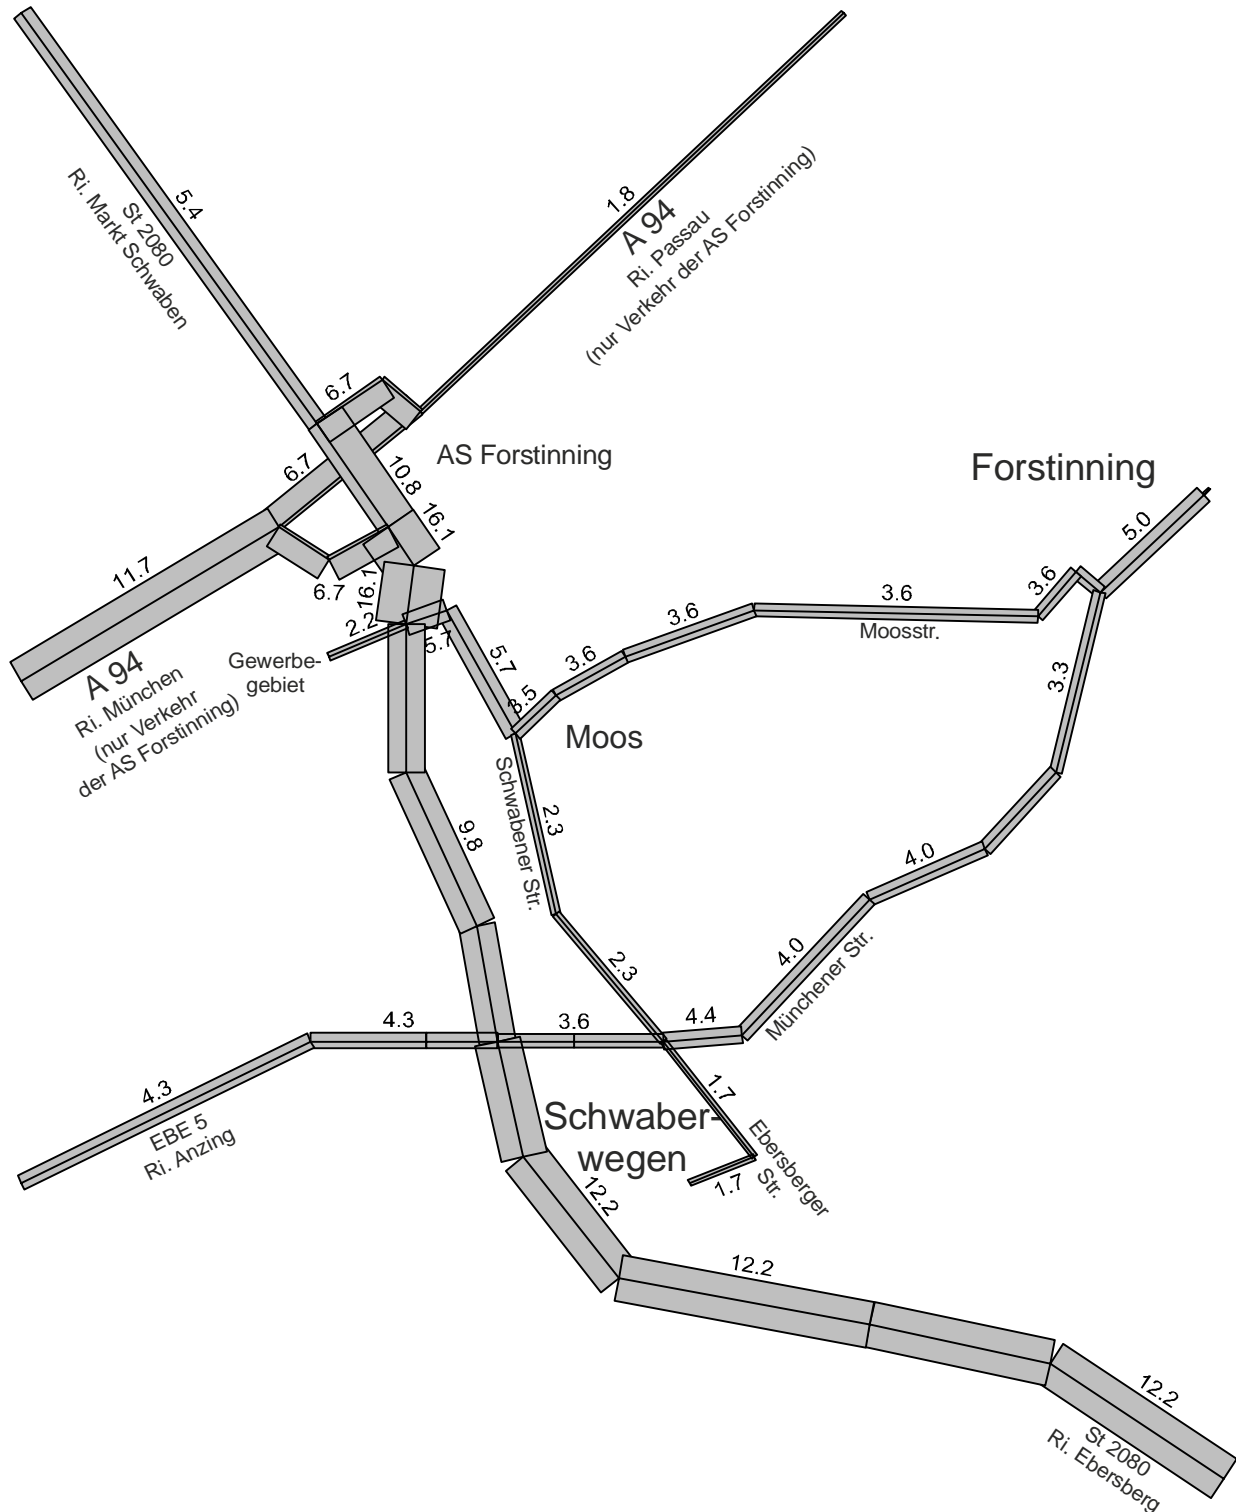 5.4
St 2080
Ri. Markt Schwaben
1.8
A 94
Ri. Passau
(nur Verkehr der AS Forstinning)
6.7
AS Forstinning
6.7
10.8
16.1
Forstinning
5.0
11.7
6.7
16.1
3.6
3.6
Moosstr.
3.6
3.6
2.2
5.7
5.7
Gewerbe-
gebiet
A 94
Ri. München
(nur Verkehr
der AS Forstinning)
3.5
Moos
3.3
Schwabener Str.
2.3
9.8
4.0
2.3
4.0
Münchener Str.
4.3
3.6
4.4
4.3
EBE 5
Ri. Anzing
1.7
Schwaber-
wegen
Ebersberger
Str.
1.7
12.2
12.2
12.2
St 2080
Ri. Ebersberg